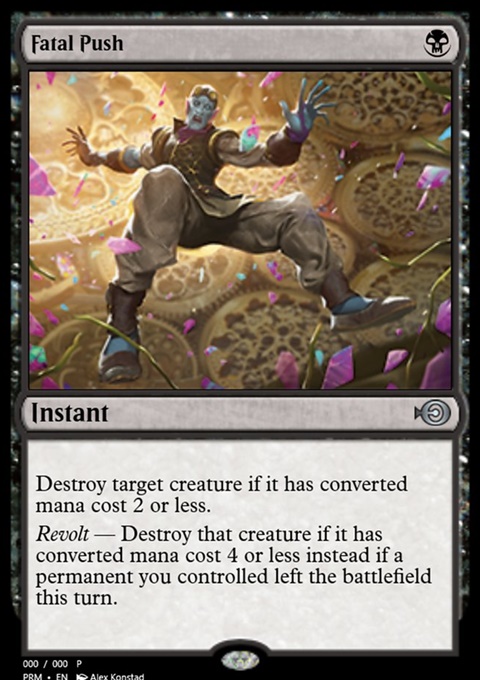 Fatal Push
Instant
Destroy target creature if it has converted
mana cost 2 or less.
Revolt — Destroy that creature if it has
converted mana cost 4 or less instead if a
permanent you controlled left the battlefield
this turn.
000 / 000 P
PRM • EN Alex Konstad